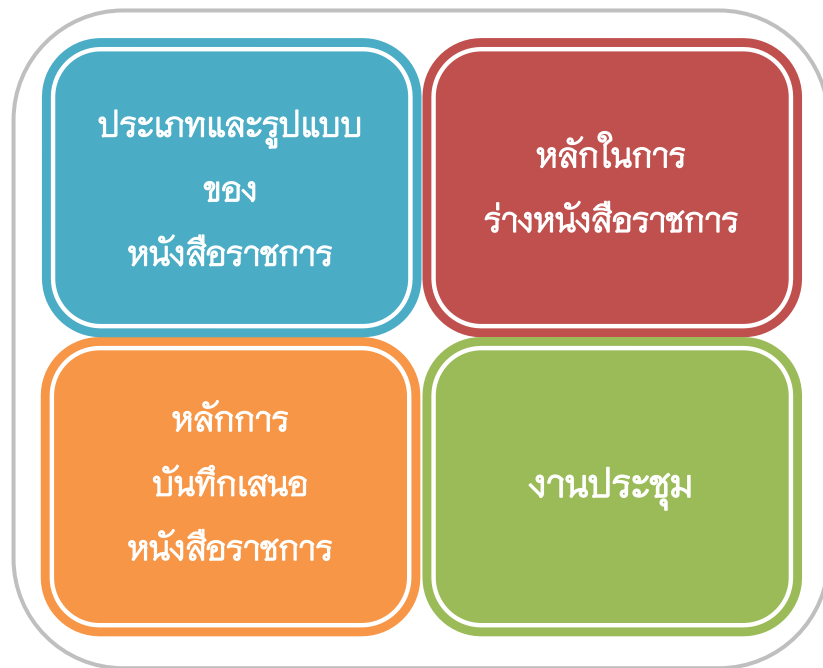 ประเภทและรูปแบบ
ของ
หนังสือราชการ
หลักในการ
ร่างหนังสือราชการ
หลักการ
บันทึกเสนอ
หนังสือราชการ
งานประชุม